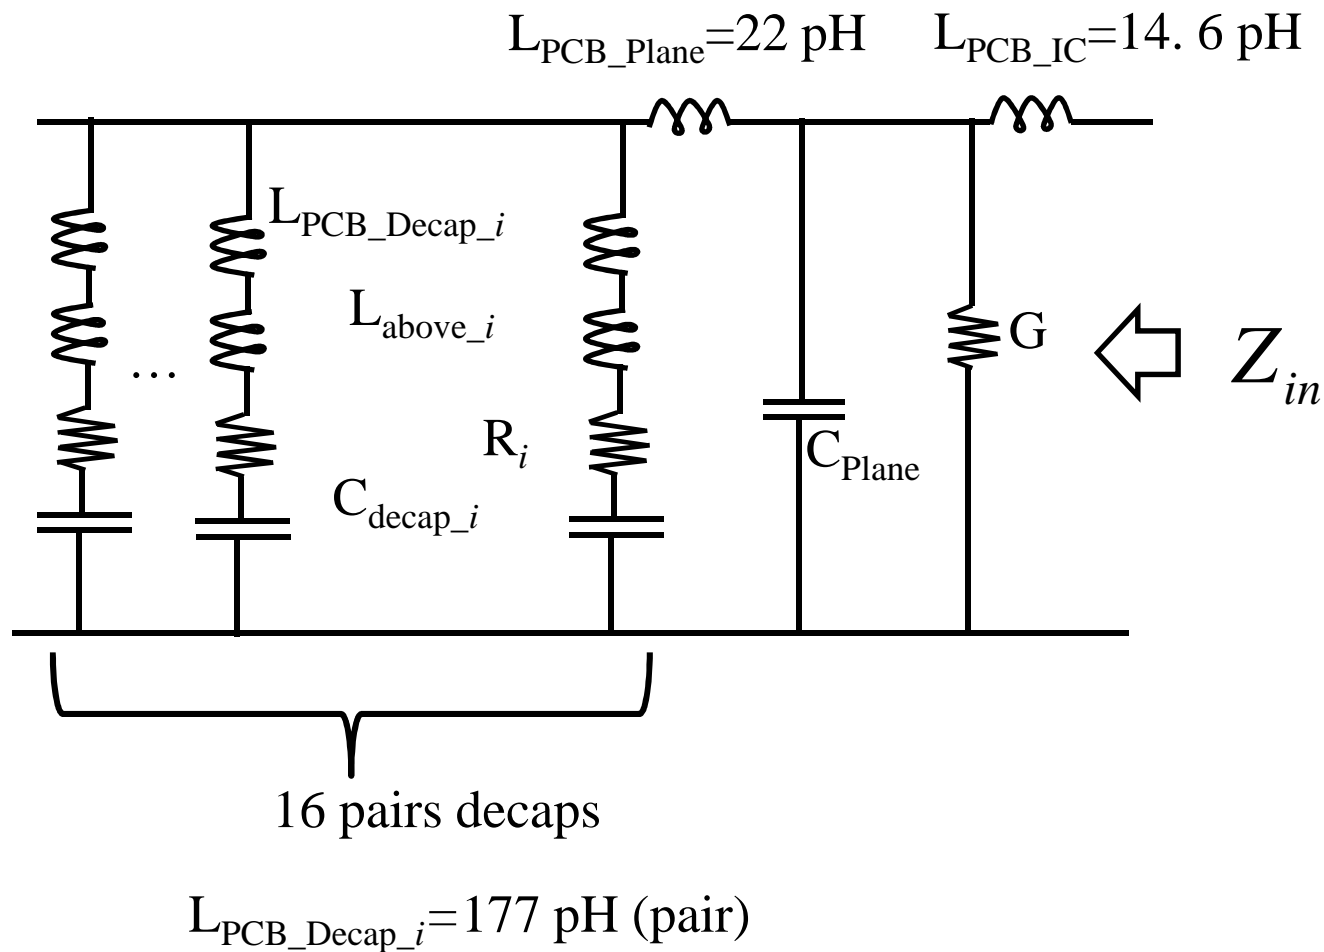 L_PCB_Plane=22 pH L_PCB_IC=14. 6 pH
L_PCB_Decap_i
L_above_i
G
Z_in
…
R_i
C_Plane
C_decap_i
16 pairs decaps
L_PCB_Decap_i=177 pH (pair)